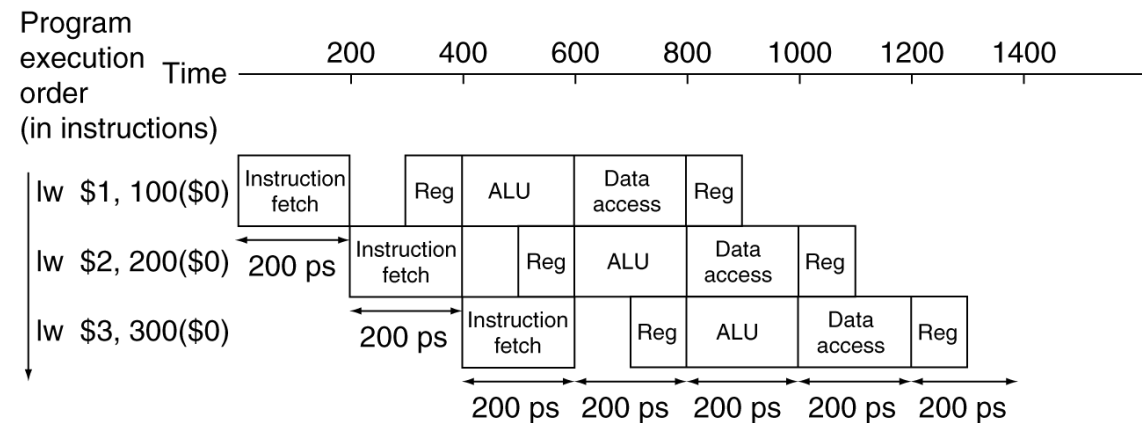 Program
execution
order
(in instructions)
Time
200 400 600 800 1000 1200 1400
lw $1, 100($0)
Instruction
fetch
Reg
ALU
Data
access
Reg
lw $2, 200($0)
200 ps
Instruction
fetch
Reg
ALU
Data
access
Reg
lw $3, 300($0)
200 ps
Instruction
fetch
Reg
ALU
Data
access
Reg
200 ps 200 ps 200 ps 200 ps 200 ps